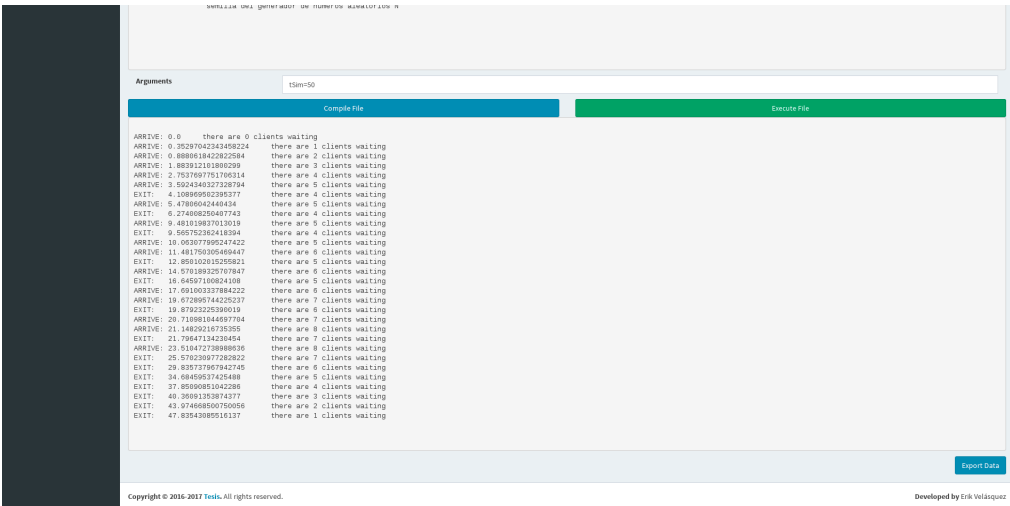 semilla del generador de numeros aleatorios N
Arguments
tSim=50
Compile File
Execute File
ARRIVE: 0.0 there are 0 clients waiting
ARRIVE: 0.35297042343458224 there are 1 clients waiting
ARRIVE: 0.8880618422822584 there are 2 clients waiting
ARRIVE: 1.883912101800299 there are 3 clients waiting
ARRIVE: 2.7537697751706314 there are 4 clients waiting
ARRIVE: 3.5924340327328794 there are 5 clients waiting
EXIT: 4.108969502395377 there are 4 clients waiting
ARRIVE: 5.47806042440434 there are 5 clients waiting
EXIT: 6.274008250407743 there are 4 clients waiting
ARRIVE: 9.481019837013019 there are 5 clients waiting
EXIT: 9.565752362418394 there are 4 clients waiting
ARRIVE: 10.063077995247422 there are 5 clients waiting
ARRIVE: 11.481750305469447 there are 6 clients waiting
EXIT: 12.850102015255821 there are 5 clients waiting
ARRIVE: 14.570189325707847 there are 6 clients waiting
EXIT: 16.64597100824108 there are 5 clients waiting
ARRIVE: 17.691003337884222 there are 6 clients waiting
ARRIVE: 19.672895744225237 there are 7 clients waiting
EXIT: 19.87923225390019 there are 6 clients waiting
ARRIVE: 20.710981044697704 there are 7 clients waiting
ARRIVE: 21.14829216735355 there are 8 clients waiting
EXIT: 21.79647134230454 there are 7 clients waiting
ARRIVE: 23.510472738988636 there are 8 clients waiting
EXIT: 25.570230977282822 there are 7 clients waiting
EXIT: 29.835737967942745 there are 6 clients waiting
EXIT: 34.68459537425488 there are 5 clients waiting
EXIT: 37.85090851042286 there are 4 clients waiting
EXIT: 40.36091353874377 there are 3 clients waiting
EXIT: 43.974668500750056 there are 2 clients waiting
EXIT: 47.83543085516137 there are 1 clients waiting
Export Data
Copyright © 2016-2017 Tesis. All rights reserved.
Developed by Erik Velásquez